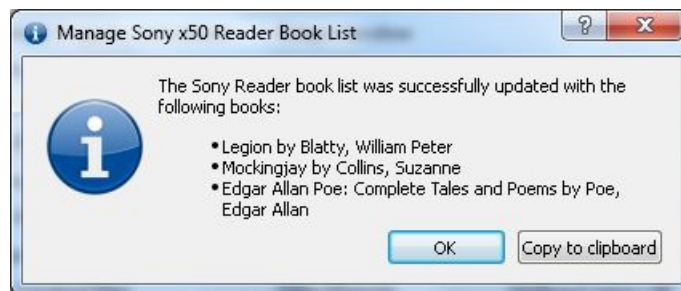 Manage Sony x50 Reader Book List
The Sony Reader book list was successfully updated with the
following books:
• Legion by Blatty, William Peter
• Mockingjay by Collins, Suzanne
• Edgar Allan Poe: Complete Tales and Poems by Poe,
Edgar Allan
OK Copy to clipboard